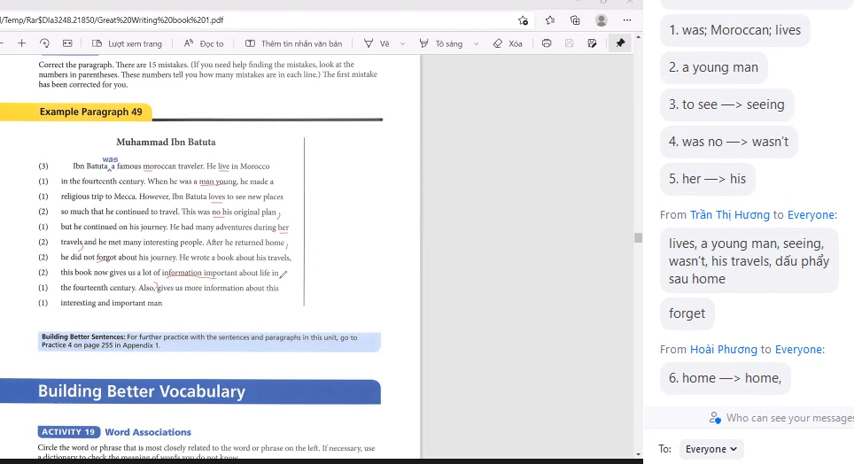 /Temp/Rar$Dla3248.21850/Great%20Writing%20book%201.pdf
Lượt xem trang
Đọc to
Thêm tin nhắn văn bản
Vẽ
Tô sáng
Xóa
Correct the paragraph. There are 15 mistakes. (If you need help finding the mistakes, look at the
numbers in parentheses. These numbers tell you how many mistakes are in each line.) The first mistake
has been corrected for you.
Example Paragraph 49
Muhammad Ibn Batuta
was
(3) Ibn Batuta a famous moroccan traveler. He live in Morocco
(1) in the fourteenth century. When he was a man young, he made a
(1) religious trip to Mecca. However, Ibn Batuta loves to see new places
(2) so much that he continued to travel. This was no his original plan,
(1) but he continued on his journey. He had many adventures during her
(2) travels, and he met many interesting people. After he returned home,
(2) he did not forgot about his journey. He wrote a book about his travels,
(2) this book now gives us a lot of information important about life in
(1) the fourteenth century. Also, gives us more information about this
(1) interesting and important man
Building Better Sentences: For further practice with the sentences and paragraphs in this unit, go to
Practice 4 on page 255 in Appendix 1.
Building Better Vocabulary
ACTIVITY 19 Word Associations
Circle the word or phrase that is most closely related to the word or phrase on the left. If necessary, use
a dictionary to check the meaning of words you do not know.
1. was; Moroccan; lives
2. a young man
3. to see —> seeing
4. was no —> wasn't
5. her —> his
From Trần Thị Hương to Everyone:
lives, a young man, seeing,
wasn't, his travels, dấu phẩy
sau home
forget
From Hoài Phương to Everyone:
6. home —> home,
Who can see your messages
To: Everyone